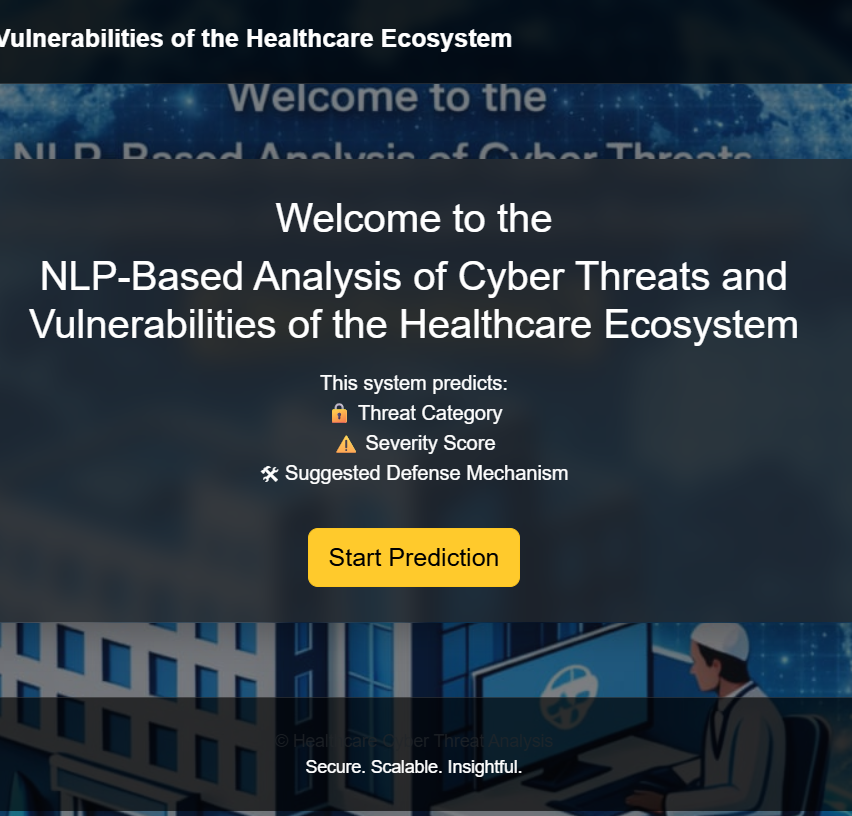 Vulnerabilities of the Healthcare Ecosystem
Welcome to the
NLP-Based Analysis of Cyber Threats
Welcome to the
NLP-Based Analysis of Cyber Threats and
Vulnerabilities of the Healthcare Ecosystem
This system predicts:
🔒 Threat Category
⚠️ Severity Score
🛠 Suggested Defense Mechanism
Start Prediction
© Healthcare Cyber Threat Analysis
Secure. Scalable. Insightful.